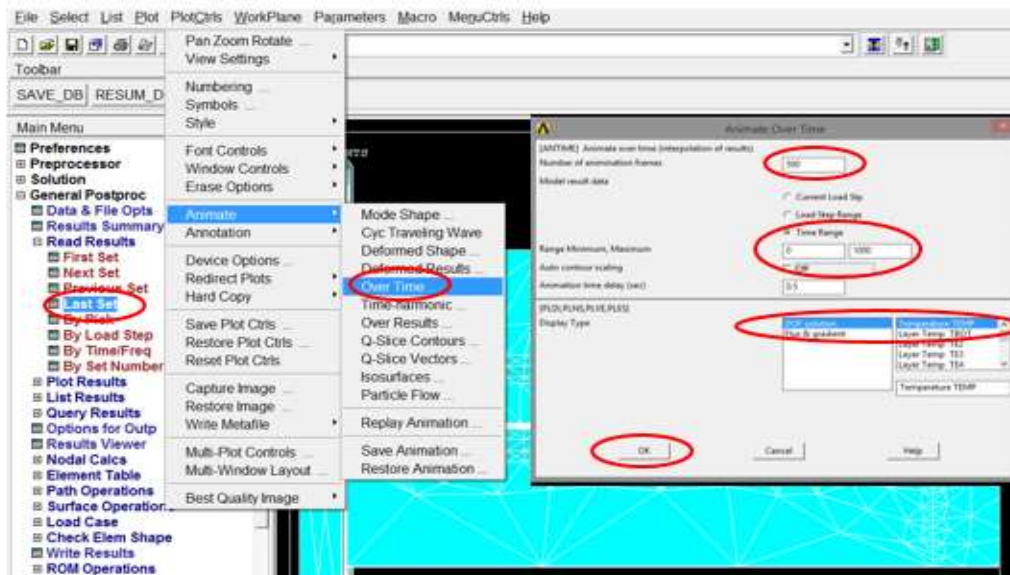 File Select List Plot PlotCtrls WorkPlane Parameters Macro MenuCtrls Help
Toolbar
SAVE_DB RESUM_D
Main Menu
Preferences
Preprocessor
Solution
General Postproc
Data & File Opts
Results Summary
Read Results
First Set
Next Set
Previous Set
Last Set
By Pick
By Load Step
By Time/Freq
By Set Number
Plot Results
List Results
Query Results
Options for Outp
Results Viewer
Nodal Calcs
Element Table
Path Operations
Surface Operations
Load Case
Check Elem Shape
Write Results
ROM Operations
Pan Zoom Rotate ...
View Settings
Numbering ...
Symbols ...
Style
Font Controls
Window Controls
Erase Options
Animate
Annotation
Device Options ...
Redirect Plots
Hard Copy
Save Plot Ctrls ...
Restore Plot Ctrls ...
Reset Plot Ctrls
Capture Image ...
Restore Image ...
Write Metafile
Multi-Plot Controls ...
Multi-Window Layout ...
Best Quality Image
Mode Shape ...
Cyc Traveling Wave
Deformed Shape ...
Deformed Results ...
Over Time ...
Time-harmonic ...
Over Results ...
Q-Slice Contours ...
Q-Slice Vectors ...
Isosurfaces ...
Particle Flow ...
Replay Animation ...
Save Animation ...
Restore Animation ...
Animate Over Time
[ANTIME] Animate over time (interpolation of results)
Number of animation frames 500
Model result data
Current Load Stp
Load Step Range
Time Range
Range Minimum, Maximum 0 1000
Auto contour scaling Off
Animation time delay (sec) 0.5
[PLDI,PLNS,PLVE,PLES]
Display Type DOF solution Temperature TEMP
Flux & gradient Layer Temp TBOT
Layer Temp TE2
Layer Temp TE3
Layer Temp TE4
Temperature TEMP
OK Cancel Help